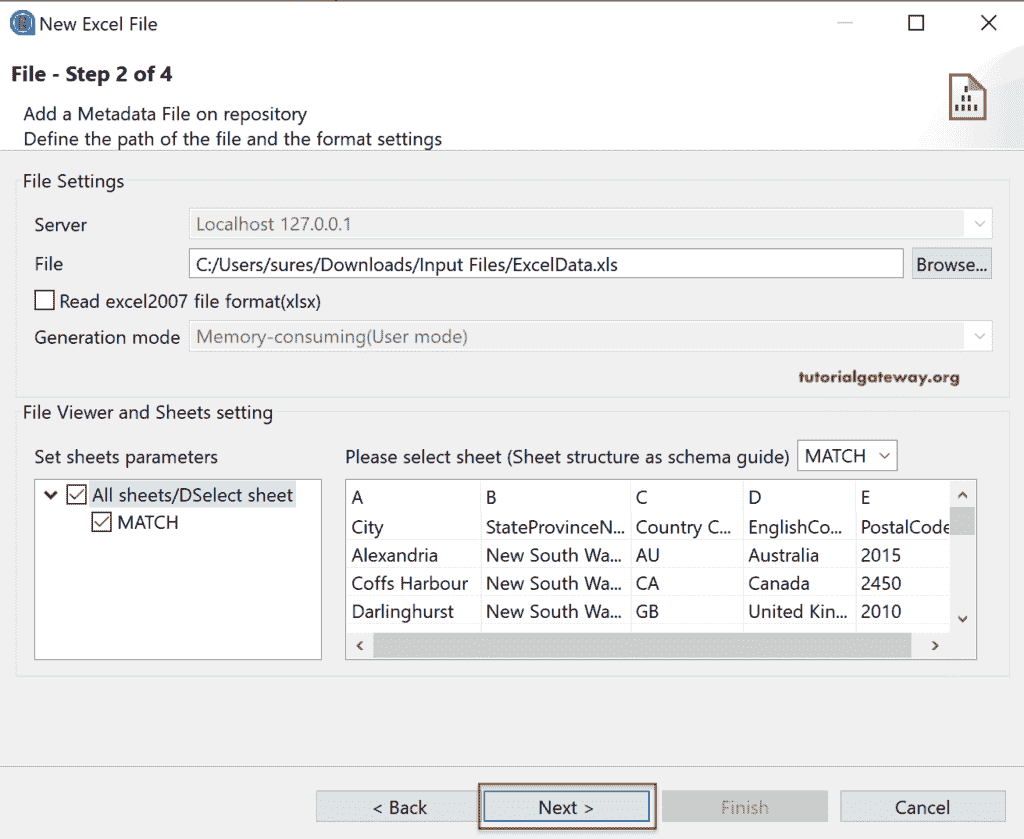 New Excel File
File - Step 2 of 4
Add a Metadata File on repository
Define the path of the file and the format settings
File Settings
Server Localhost 127.0.0.1
File C:/Users/sures/Downloads/Input Files/ExcelData.xls Browse...
Read excel2007 file format(xlsx)
Generation mode Memory-consuming(User mode)
tutorialgateway.org
File Viewer and Sheets setting
Set sheets parameters Please select sheet (Sheet structure as schema guide) MATCH
All sheets/DSelect sheet
MATCH
A B C D E
City StateProvinceN... Country C... EnglishCo... PostalCode
Alexandria New South Wa... AU Australia 2015
Coffs Harbour New South Wa... CA Canada 2450
Darlinghurst New South Wa... GB United Kin... 2010
< Back Next > Finish Cancel